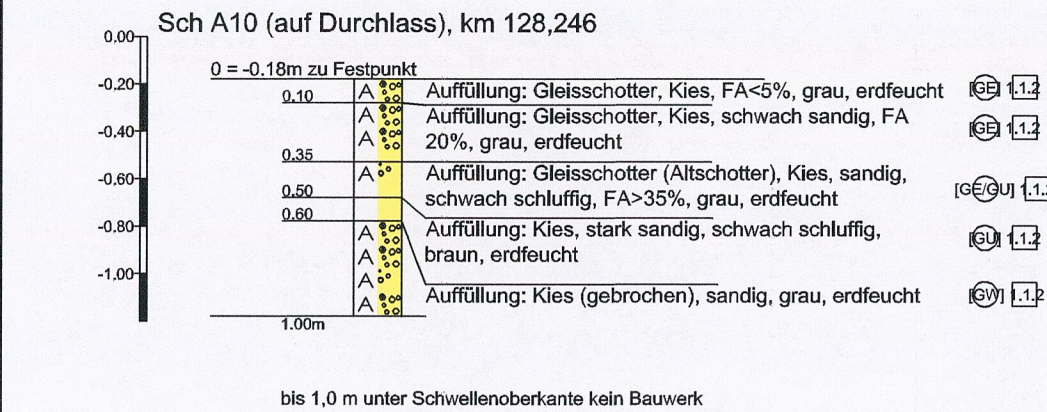 Sch A10 (auf Durchlass), km 128,246
0,00
-0,20
-0,40
-0,60
-0,80
-1,00
0 = -0.18m zu Festpunkt
0.10
0.35
0.50
0.60
1.00m
A
A
A
A
A
A
A
A
Auffüllung: Gleisschotter, Kies, FA<5%, grau, erdfeucht
[GE] 1.1.2
Auffüllung: Gleisschotter, Kies, schwach sandig, FA
20%, grau, erdfeucht
[GE] 1.1.2
Auffüllung: Gleisschotter (Altschotter), Kies, sandig,
schwach schluffig, FA>35%, grau, erdfeucht
[GE/GU]
Auffüllung: Kies, stark sandig, schwach schluffig,
braun, erdfeucht
[GU] 1.1.2
Auffüllung: Kies (gebrochen), sandig, grau, erdfeucht
[GW] 1.1.2
bis 1,0 m unter Schwellenoberkante kein Bauwerk